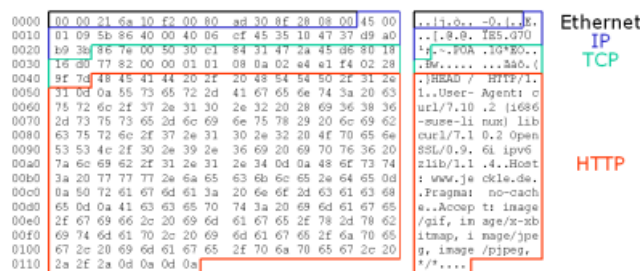 0000 00 00 21 6a 10 f2 00 80 ad 30 8f 28 08 00 45 00 Ethernet
0010 01 09 5b 86 40 00 40 06 cf 45 35 10 47 37 d9 a0 IP
0020 b9 3b 86 7e 00 50 30 c1 84 31 47 2a 45 d6 80 18 TCP
0030 16 d0 77 82 00 00 01 01 08 0a 02 e4 e1 f4 02 28
0040 9f 7d 48 45 41 44 20 2f 20 48 54 54 50 2f 31 2e .}HEAD / HTTP/1.
0050 31 0d 0a 55 73 65 72 2d 41 67 65 6e 74 3a 20 63 1..User- Agent: c
0060 75 72 6c 2f 37 2e 31 30 2e 32 20 28 69 36 38 36 url/7.10 .2 (i686
0070 2d 73 75 73 65 2d 6c 69 6e 75 78 29 20 6c 69 62 -suse-li nux) lib
0080 63 75 72 6c 2f 37 2e 31 30 2e 32 20 4f 70 65 6e curl/7.1 0.2 Open
0090 53 53 4c 2f 30 2e 39 2e 36 69 20 69 70 76 36 20 SSL/0.9. 6i ipv6
00a0 7a 6c 69 62 2f 31 2e 31 2e 34 0d 0a 48 6f 73 74 zlib/1.1 .4..Host HTTP
00b0 3a 20 77 77 77 2e 6a 65 63 6b 6c 65 2e 64 65 0d : www.je ckle.de.
00c0 0a 50 72 61 67 6d 61 3a 20 6e 6f 2d 63 61 63 68 .Pragma: no-cach
00d0 65 0d 0a 41 63 63 65 70 74 3a 20 69 6d 61 67 65 e..Accep t: image
00e0 2f 67 69 66 2c 20 69 6d 61 67 65 2f 78 2d 78 62 /gif, im age/x-xb
00f0 69 74 6d 61 70 2c 20 69 6d 61 67 65 2f 6a 70 65 itmap, i mage/jpe
0100 67 2c 20 69 6d 61 67 65 2f 70 6a 70 65 67 2c 20 g, image /pjpeg,
0110 2a 2f 2a 0d 0a 0d 0a */*....